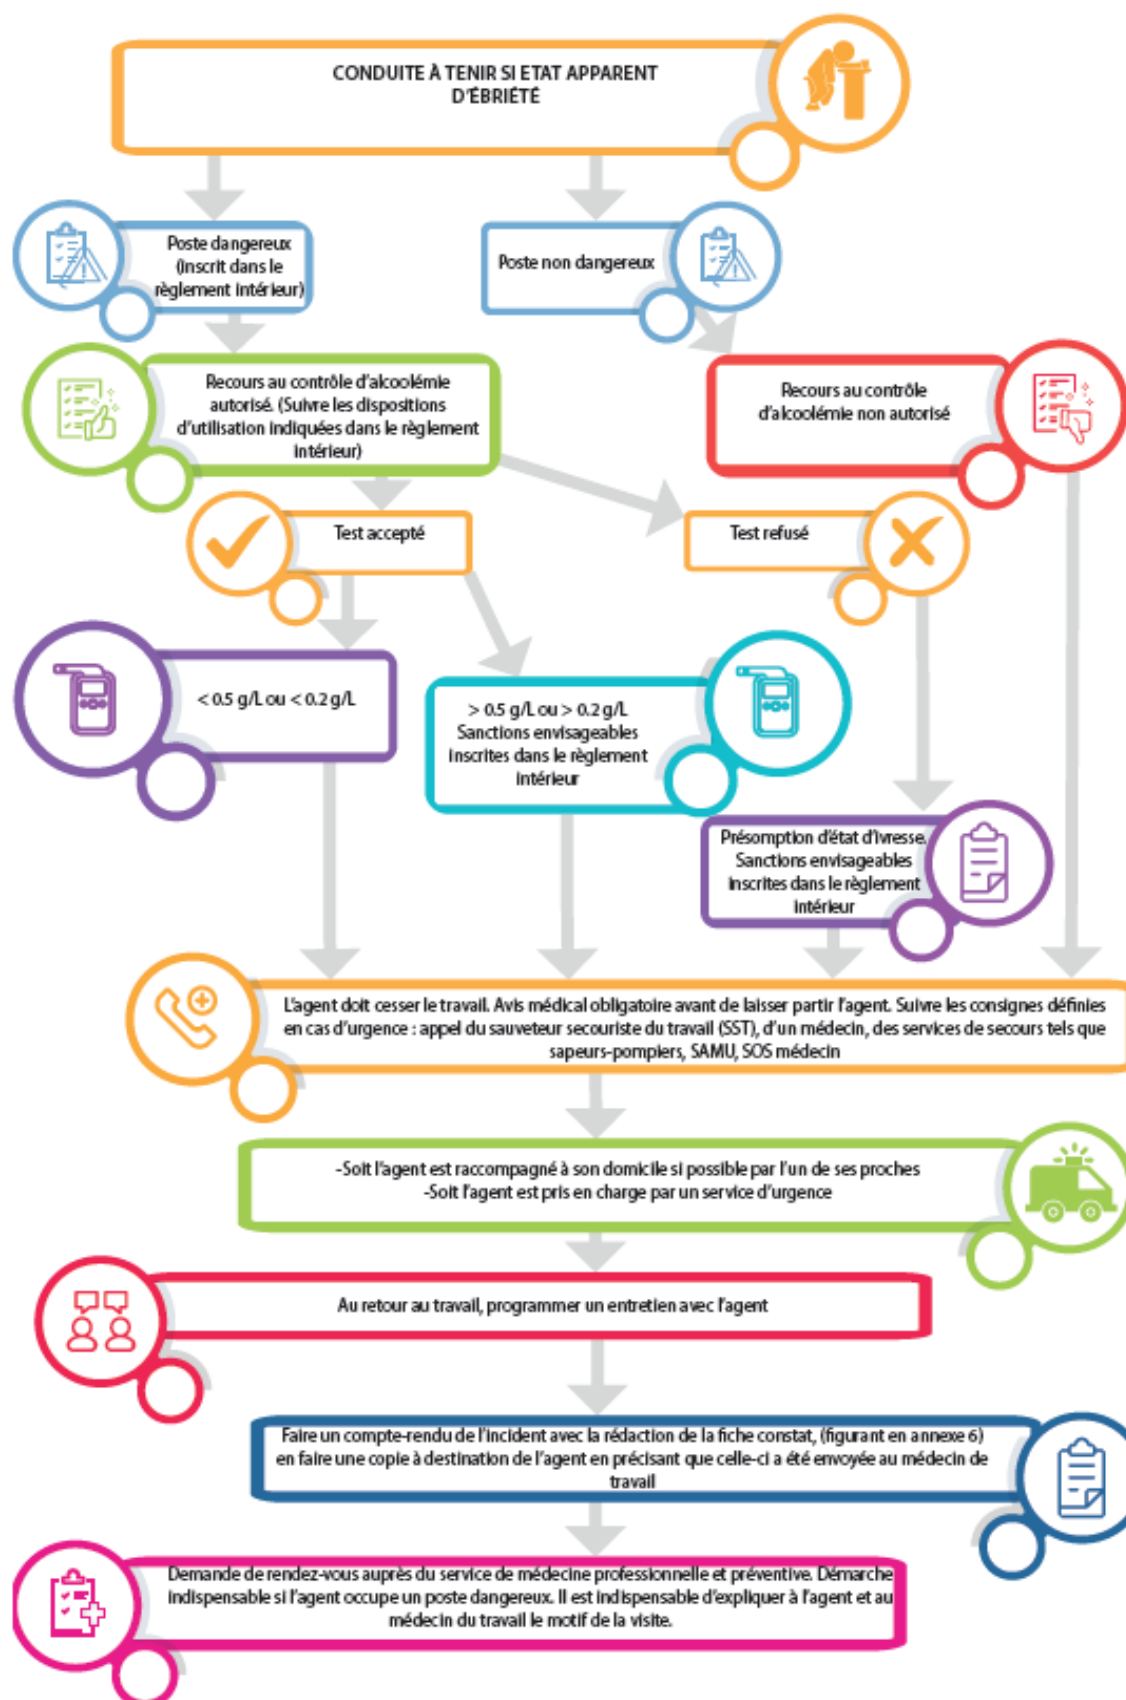 CONDUITE À TENIR SI ETAT APPARENT
D'ÉBRIÉTÉ
Poste dangereux
(inscrit dans le
règlement intérieur)
Poste non dangereux
Recours au contrôle d'alcoolémie
autorisé. (Suivre les dispositions
d'utilisation indiquées dans le règlement
intérieur)
Recours au contrôle
d'alcoolémie non autorisé
Test accepté
Test refusé
< 0.5 g/L ou < 0.2 g/L
> 0.5 g/L ou > 0.2 g/L
Sanctions envisageables
inscrites dans le règlement
intérieur
Présomption d'état d'ivresse.
Sanctions envisageables
inscrites dans le règlement
intérieur
L'agent doit cesser le travail. Avis médical obligatoire avant de laisser partir l'agent. Suivre les consignes définies
en cas d'urgence : appel du sauveteur secouriste du travail (SST), d'un médecin, des services de secours tels que
sapeurs-pompiers, SAMU, SOS médecin
-Soit l'agent est raccompagné à son domicile si possible par l'un de ses proches
-Soit l'agent est pris en charge par un service d'urgence
Au retour au travail, programmer un entretien avec l'agent
Faire un compte-rendu de l'incident avec la rédaction de la fiche constat, (figurant en annexe 6)
en faire une copie à destination de l'agent en précisant que celle-ci a été envoyée au médecin de
travail
Demande de rendez-vous auprès du service de médecine professionnelle et préventive. Démarche
indispensable si l'agent occupe un poste dangereux. Il est indispensable d'expliquer à l'agent et au
médecin du travail le motif de la visite.